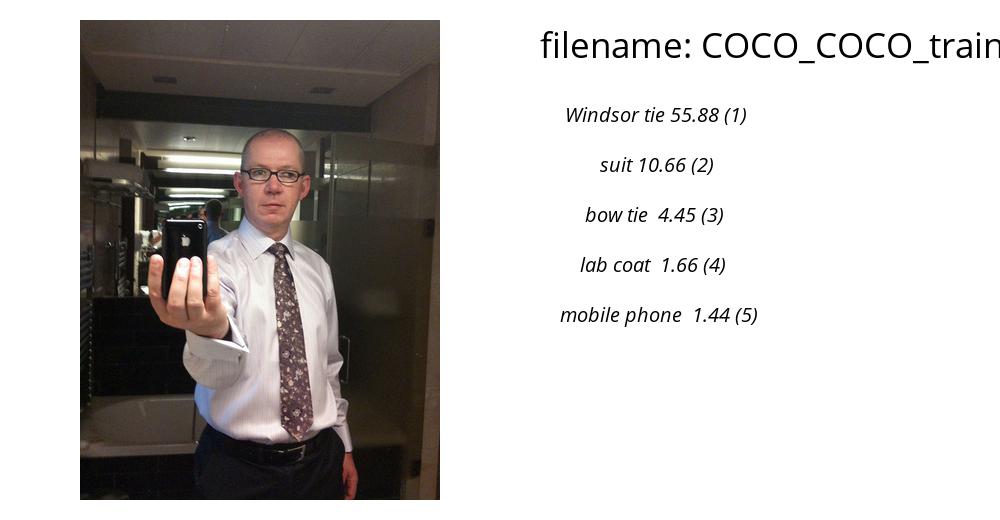 filename: COCO_COCO_train
Windsor tie 55.88 (1)
suit 10.66 (2)
bow tie 4.45 (3)
lab coat 1.66 (4)
mobile phone 1.44 (5)